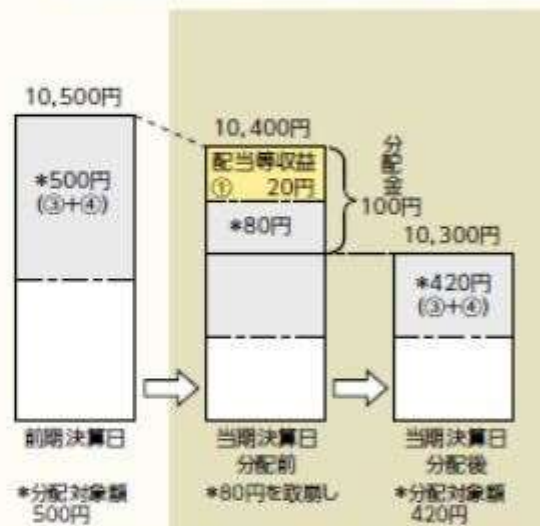 10,500円
*500円
(③+④)
前期決算日
*分配対象額
500円
10,400円
配当等収益
① 20円
*80円
分配金
100円
当期決算日
分配前
*80円を取崩し
10,300円
*420円
(③+④)
当期決算日
分配後
*分配対象額
420円